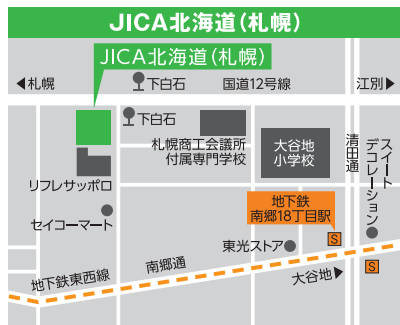 JICA北海道(札幌)
JICA北海道(札幌)
札幌
下白石
国道12号線
江別
下白石
札幌商工会議所
付属専門学校
大谷地
小学校
清田通
スイート
デコレーション
リフレサッポロ
セイコーマート
地下鉄
南郷18丁目駅
S
東光ストア
南郷通
地下鉄東西線
大谷地
S